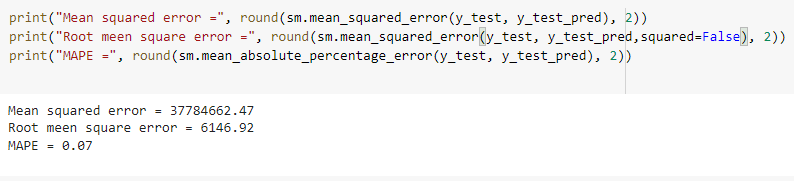 print("Mean squared error =", round(sm.mean_squared_error(y_test, y_test_pred), 2))
print("Root meen square error =", round(sm.mean_squared_error(y_test, y_test_pred,squared=False), 2))
print("MAPE =", round(sm.mean_absolute_percentage_error(y_test, y_test_pred), 2))
Mean squared error = 37784662.47
Root meen square error = 6146.92
MAPE = 0.07